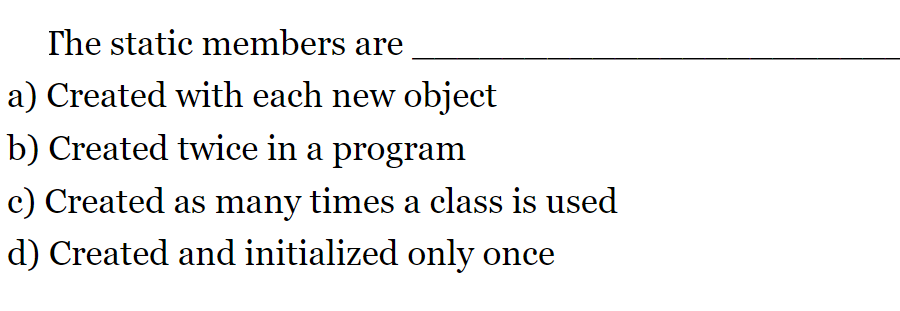 The static members are ______________________
a) Created with each new object
b) Created twice in a program
c) Created as many times a class is used
d) Created and initialized only once